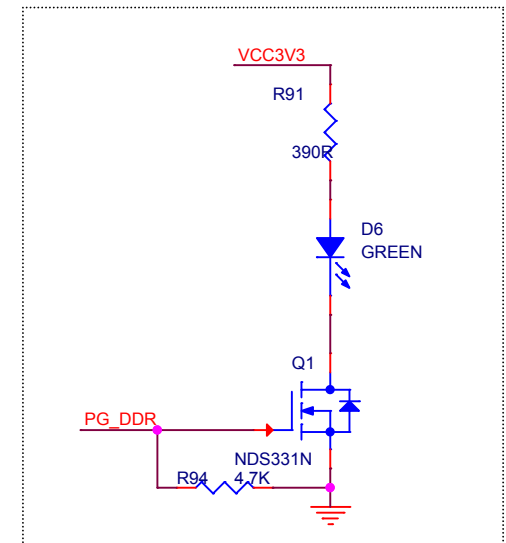 VCC3V3
R91
390R
D6
GREEN
Q1
PG_DDR
NDS331N
R94 4.7K